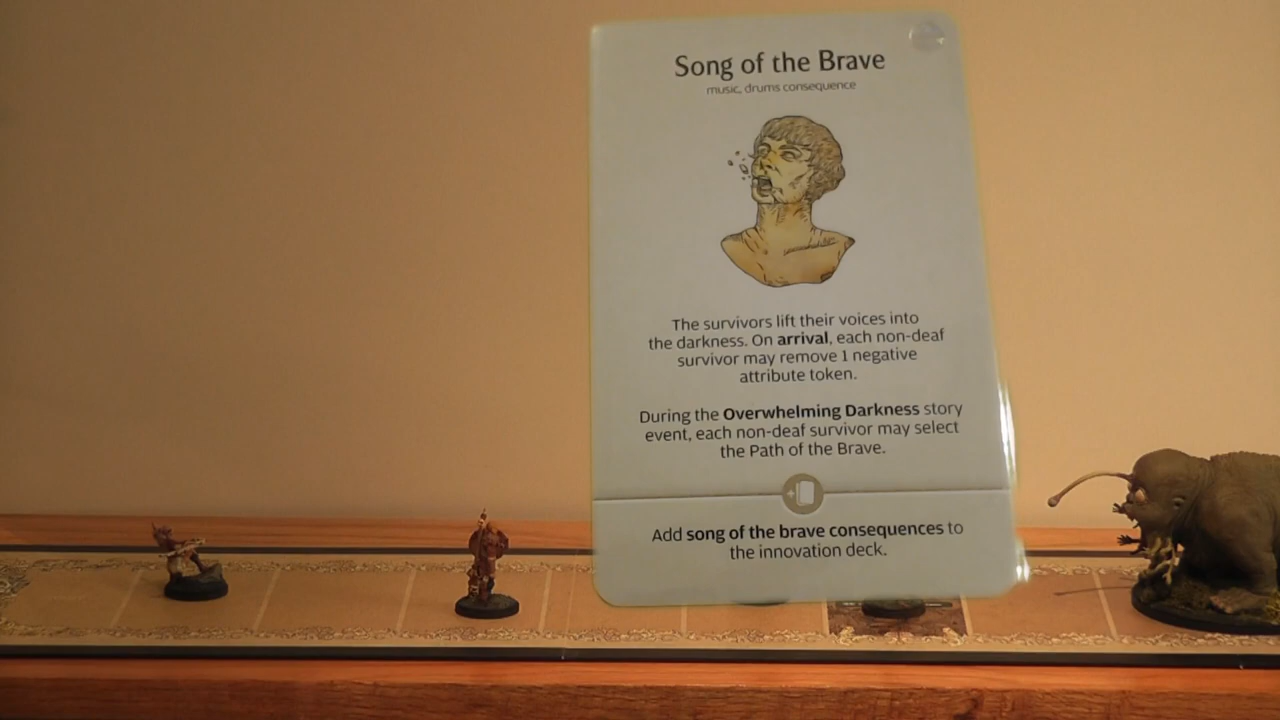 Song of the Brave
music, drums consequence
The survivors lift their voices into
the darkness. On arrival, each non-deaf
survivor may remove 1 negative
attribute token.
During the Overwhelming Darkness story
event, each non-deaf survivor may select
the Path of the Brave.
Add song of the brave consequences to
the innovation deck.